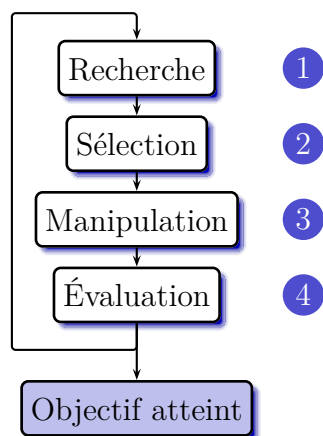 Recherche 1
Sélection 2
Manipulation 3
Évaluation 4
Objectif atteint